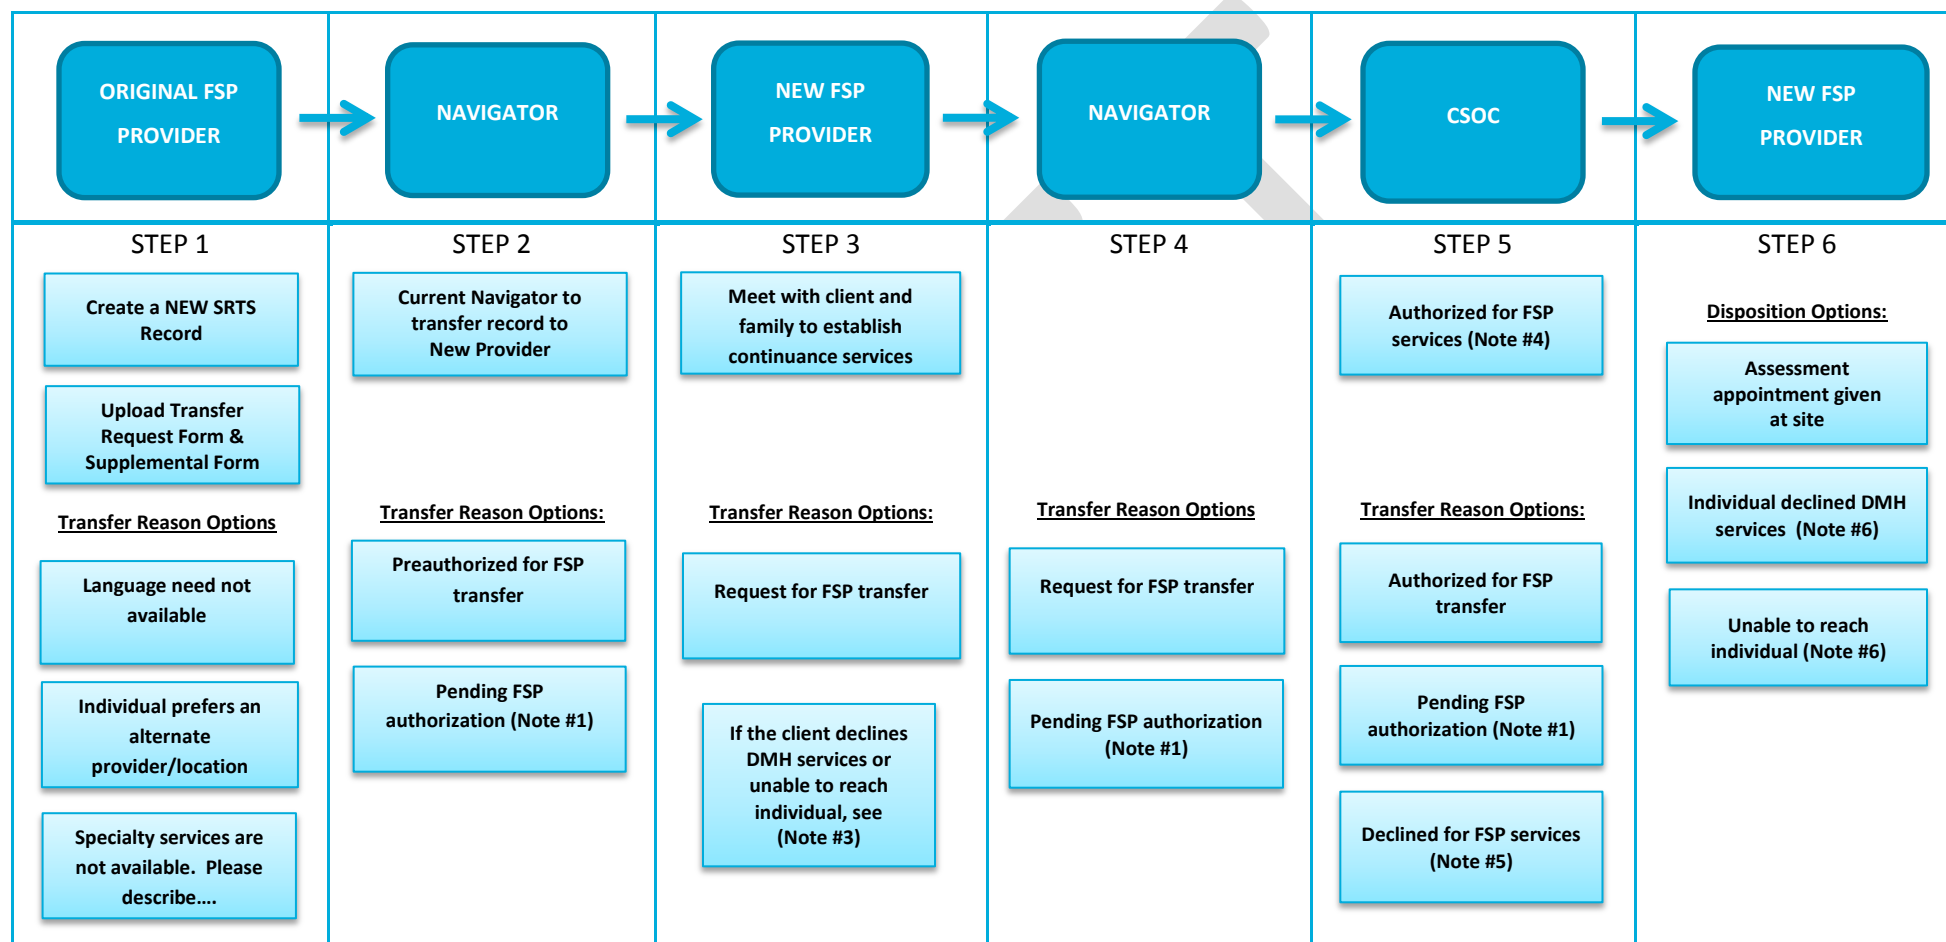 ORIGINAL FSP
PROVIDER
NAVIGATOR
NEW FSP
PROVIDER
NAVIGATOR
CSOC
NEW FSP
PROVIDER
STEP 1
Create a NEW SRTS
Record
Upload Transfer
Request Form &
Supplemental Form
Transfer Reason Options
Language need not
available
Individual prefers an
alternate
provider/location
Specialty services are
not available.  Please
describe….
STEP 2
Current Navigator to
transfer record to
New Provider
Transfer Reason Options:
Preauthorized for FSP
transfer
Pending FSP
authorization (Note #1)
STEP 3
Meet with client and
family to establish
continuance services
Transfer Reason Options:
Request for FSP transfer
If the client declines
DMH services or
unable to reach
individual, see
(Note #3)
STEP 4
Transfer Reason Options
Request for FSP transfer
Pending FSP authorization
(Note #1)
STEP 5
Authorized for FSP
services (Note #4)
Transfer Reason Options:
Authorized for FSP
transfer
Pending FSP
authorization (Note #1)
Declined for FSP services
(Note #5)
STEP 6
Disposition Options:
Assessment
appointment given
at site
Individual declined DMH
services  (Note #6)
Unable to reach
individual (Note #6)